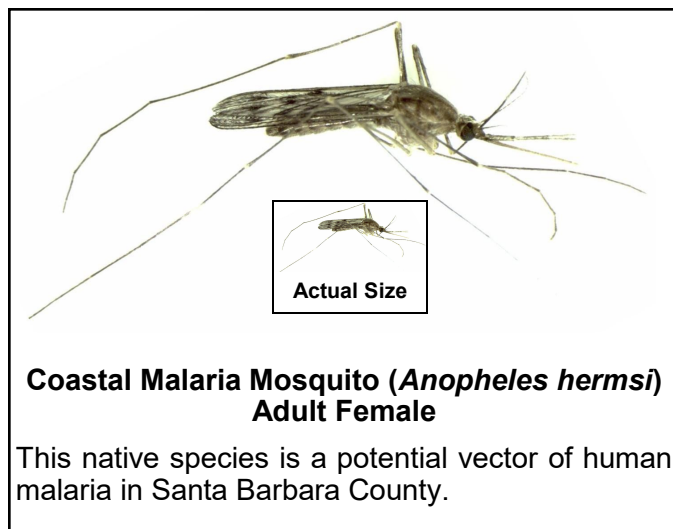 Actual Size
Coastal Malaria Mosquito (Anopheles hermsi)
Adult Female
This native species is a potential vector of human
malaria in Santa Barbara County.